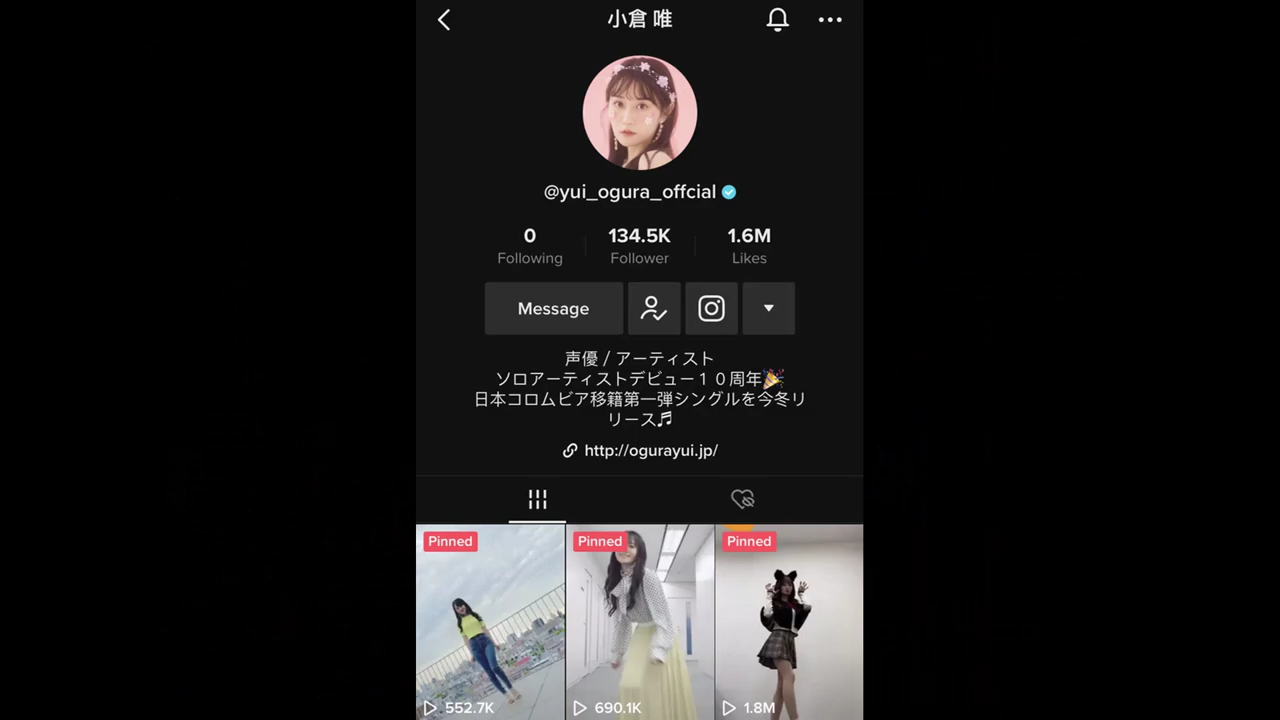 小倉 唯
@yui_ogura_offcial
0
134.5K
1.6M
Following
Follower
Likes
Message
声優 / アーティスト
ソロアーティストデビュー１０周年🎉
日本コロムビア移籍第一弾シングルを今冬リ
リース🎵
http://ogurayui.jp/
Pinned
Pinned
Pinned
552.7K
690.1K
1.8M